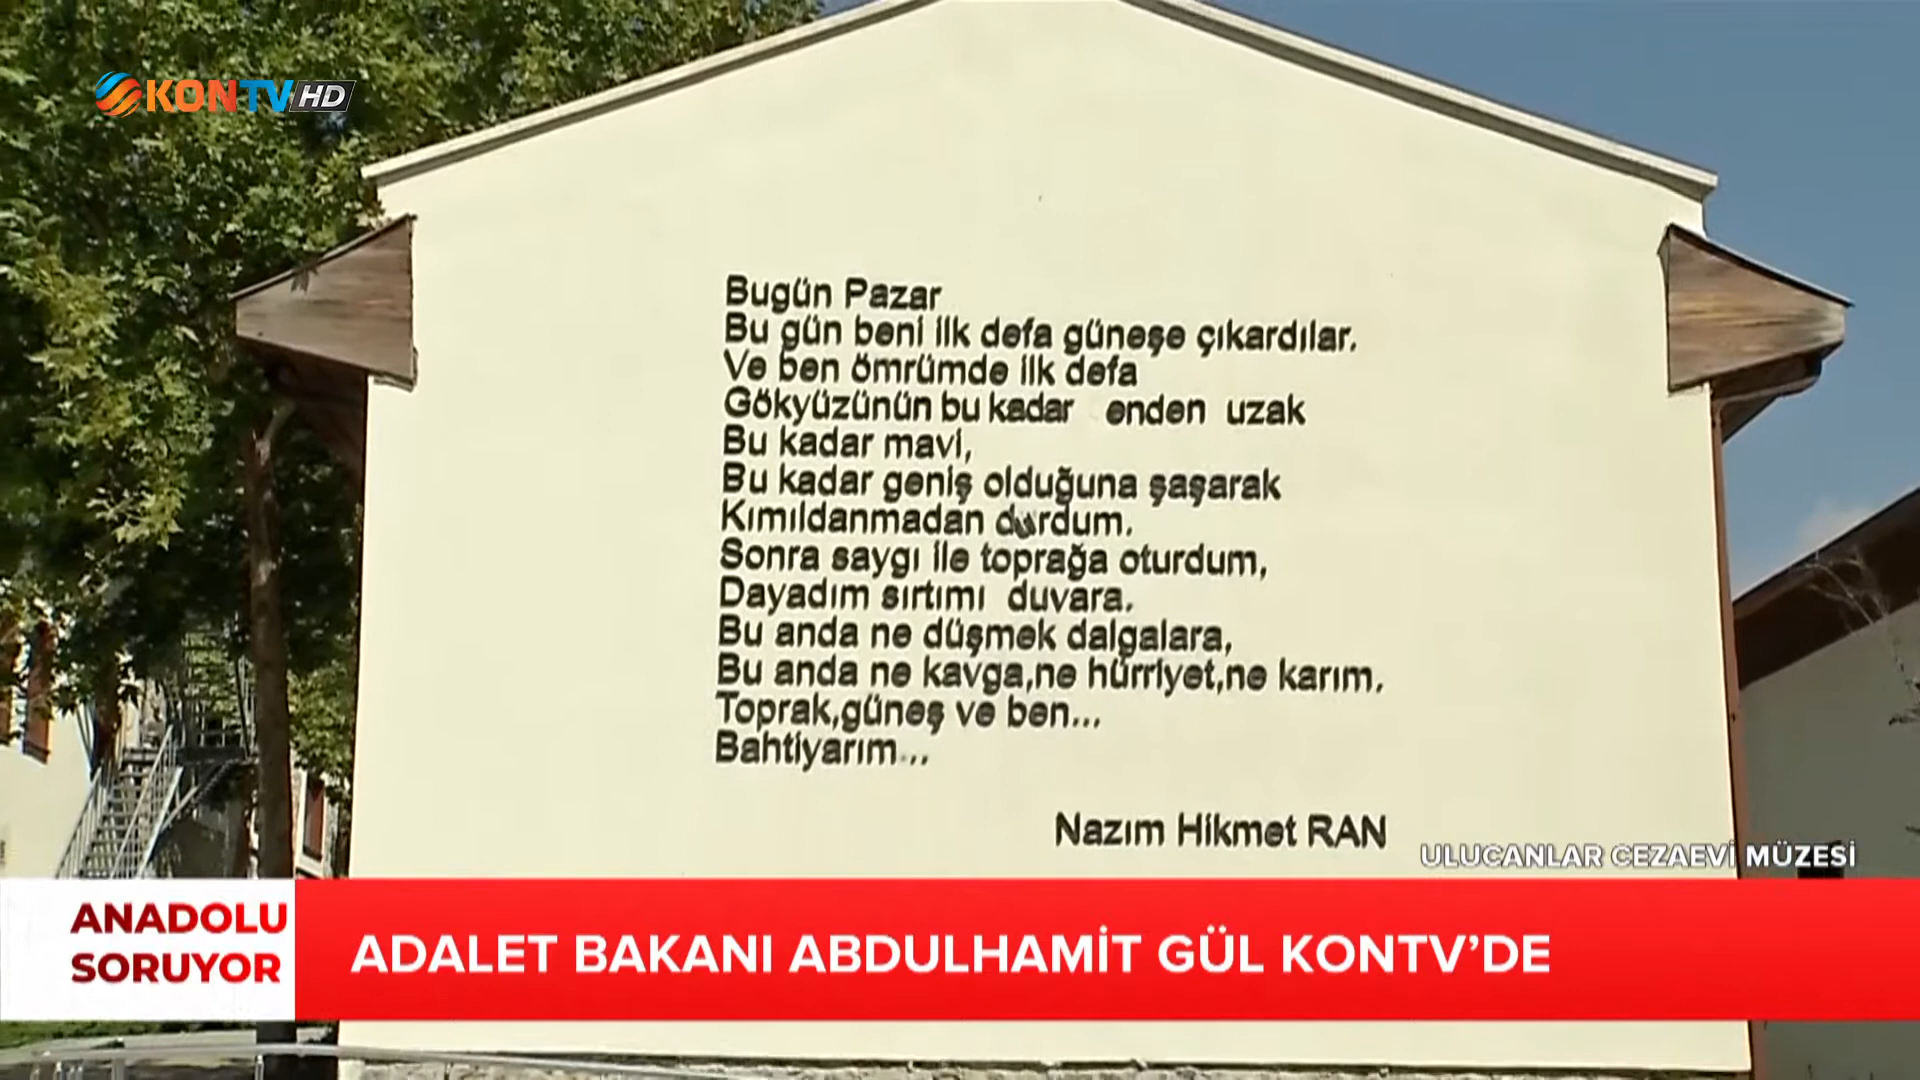 KONTV HD
Bugün Pazar
Bu gün beni ilk defa güneşe çıkardılar.
Ve ben ömrümde ilk defa
Gökyüzünün bu kadar enden uzak
Bu kadar mavi,
Bu kadar geniş olduğuna şaşarak
Kımıldanmadan durdum.
Sonra saygı ile toprağa oturdum,
Dayadım sırtımı duvara.
Bu anda ne düşmek dalgalara,
Bu anda ne kavga,ne hürriyet,ne karım.
Toprak,güneş ve ben...
Bahtiyarım...
Nazım Hikmet RAN
ULUCANLAR CEZAEVİ MÜZESİ
ANADOLU
SORUYOR
ADALET BAKANI ABDULHAMİT GÜL KONTV’DE